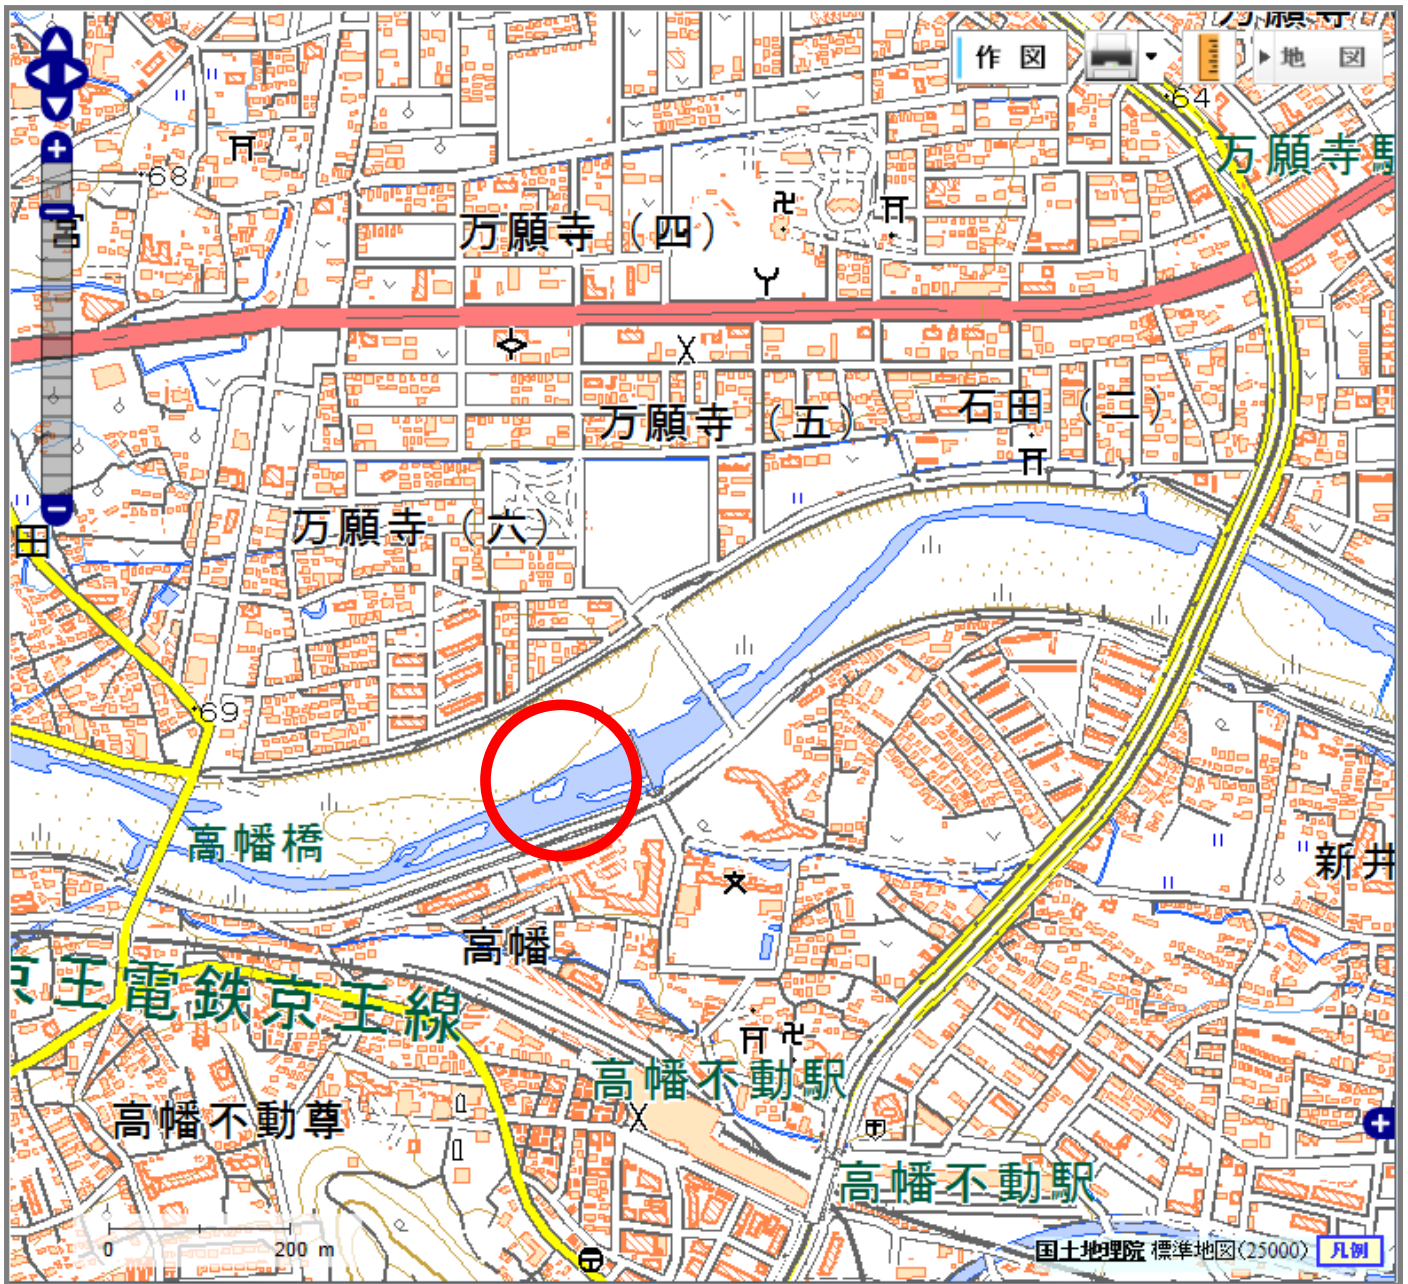 万願寺
作 図
地 図
64
万願寺駅
68
宮
万願寺（四）
万願寺（五）
石田（二）
万願寺（六）
田
69
高幡橋
新井
高幡
京王電鉄京王線
高幡不動駅
高幡不動尊
高幡不動駅
0 200 m
国土地理院 標準地図(25000) 凡例